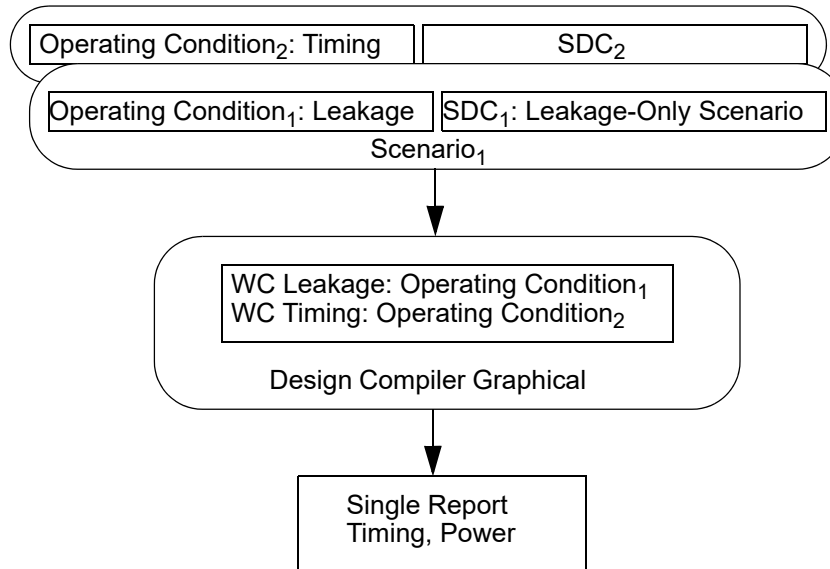 Operating Condition₂: Timing
SDC₂
Operating Condition₁: Leakage
SDC₁: Leakage-Only Scenario
Scenario₁
WC Leakage: Operating Condition₁
WC Timing: Operating Condition₂
Design Compiler Graphical
Single Report
Timing, Power